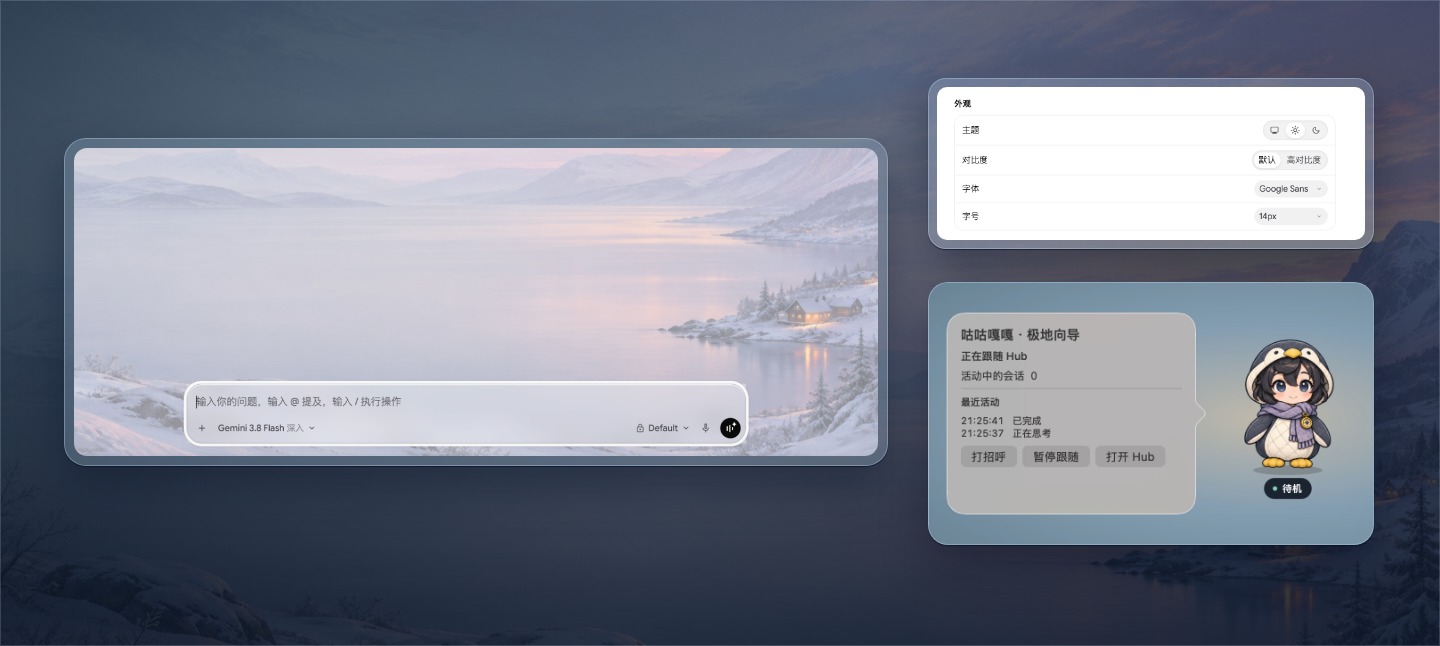 输入你的问题，输入 @ 提及，输入 / 执行操作
Gemini 3.8 Flash 深入
Default
外观
主题
对比度
默认 高对比度
字体
Google Sans
字号
14px
咕咕嘎嘎 · 极地向导
正在跟随 Hub
活动中的会话 0
最近活动
21:25:41 已完成
21:25:37 正在思考
打招呼 暂停跟随 打开 Hub
待机